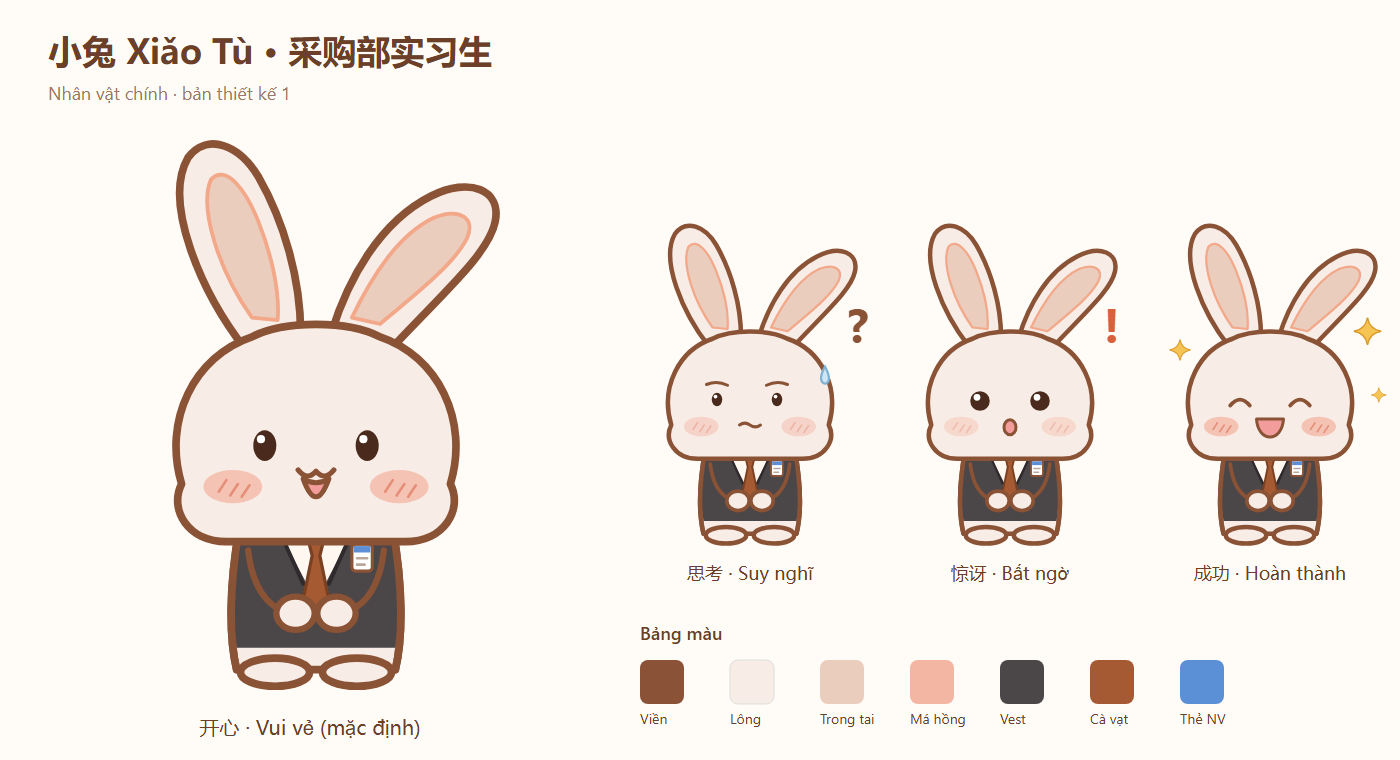 小兔 Xiǎo Tù • 采购部实习生
Nhân vật chính · bản thiết kế 1
?
!
思考 · Suy nghĩ
惊讶 · Bất ngờ
成功 · Hoàn thành
Bảng màu
Viền
Lông
Trong tai
Má hồng
Vest
Cà vạt
Thẻ NV
开心 · Vui vẻ (mặc định)